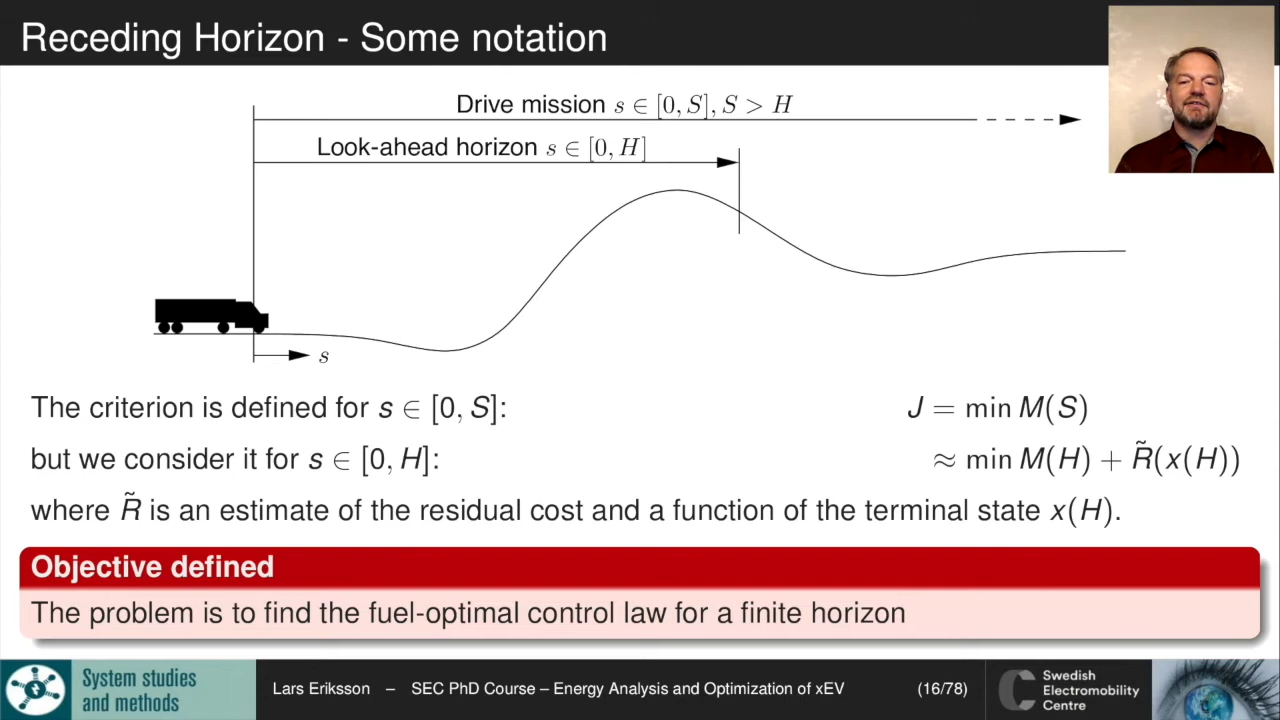 Receding Horizon - Some notation
Drive mission s ∈ [0, S], S > H
Look-ahead horizon s ∈ [0, H]
s
The criterion is defined for s ∈ [0, S]: J = min M(S)
but we consider it for s ∈ [0, H]: ≈ min M(H) + R̃(x(H))
where R̃ is an estimate of the residual cost and a function of the terminal state x(H).
Objective defined
The problem is to find the fuel-optimal control law for a finite horizon
System studies
and methods
Lars Eriksson – SEC PhD Course – Energy Analysis and Optimization of xEV (16/78)
Swedish
Electromobility
Centre